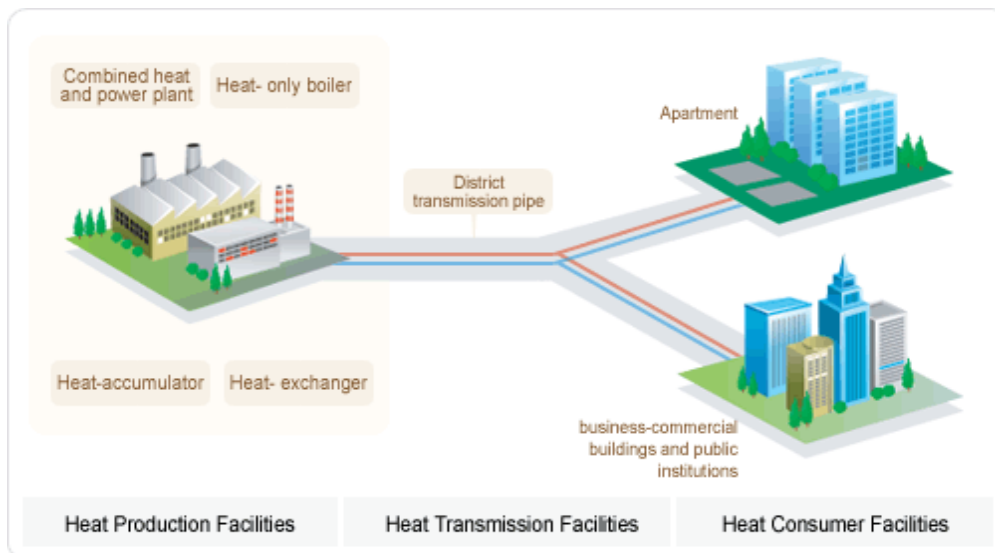 Combined heat
and power plant
Heat- only boiler
Apartment
District
transmission pipe
Heat-accumulator
Heat- exchanger
business-commercial
buildings and public
institutions
Heat Production Facilities
Heat Transmission Facilities
Heat Consumer Facilities